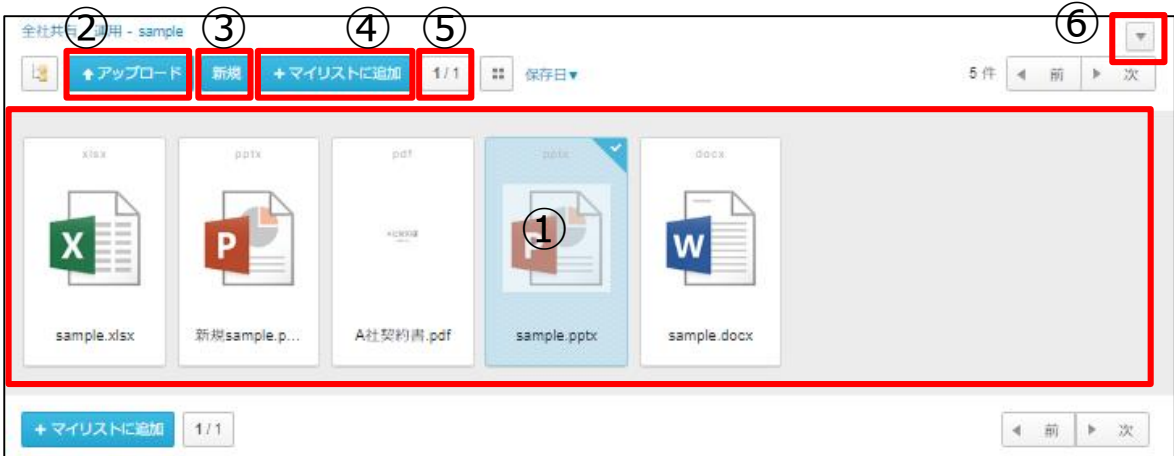 ② ③ ④ ⑤ ⑥
全社共有 運用 - sample
アップロード 新規 +マイリストに追加 1/1 保存日▼ 5 件 前 次
xlsx pptx pdf pptx docx
X P ① P W
sample.xlsx 新規sample.p... A社契約書.pdf sample.pptx sample.docx
+マイリストに追加 1/1 前 次